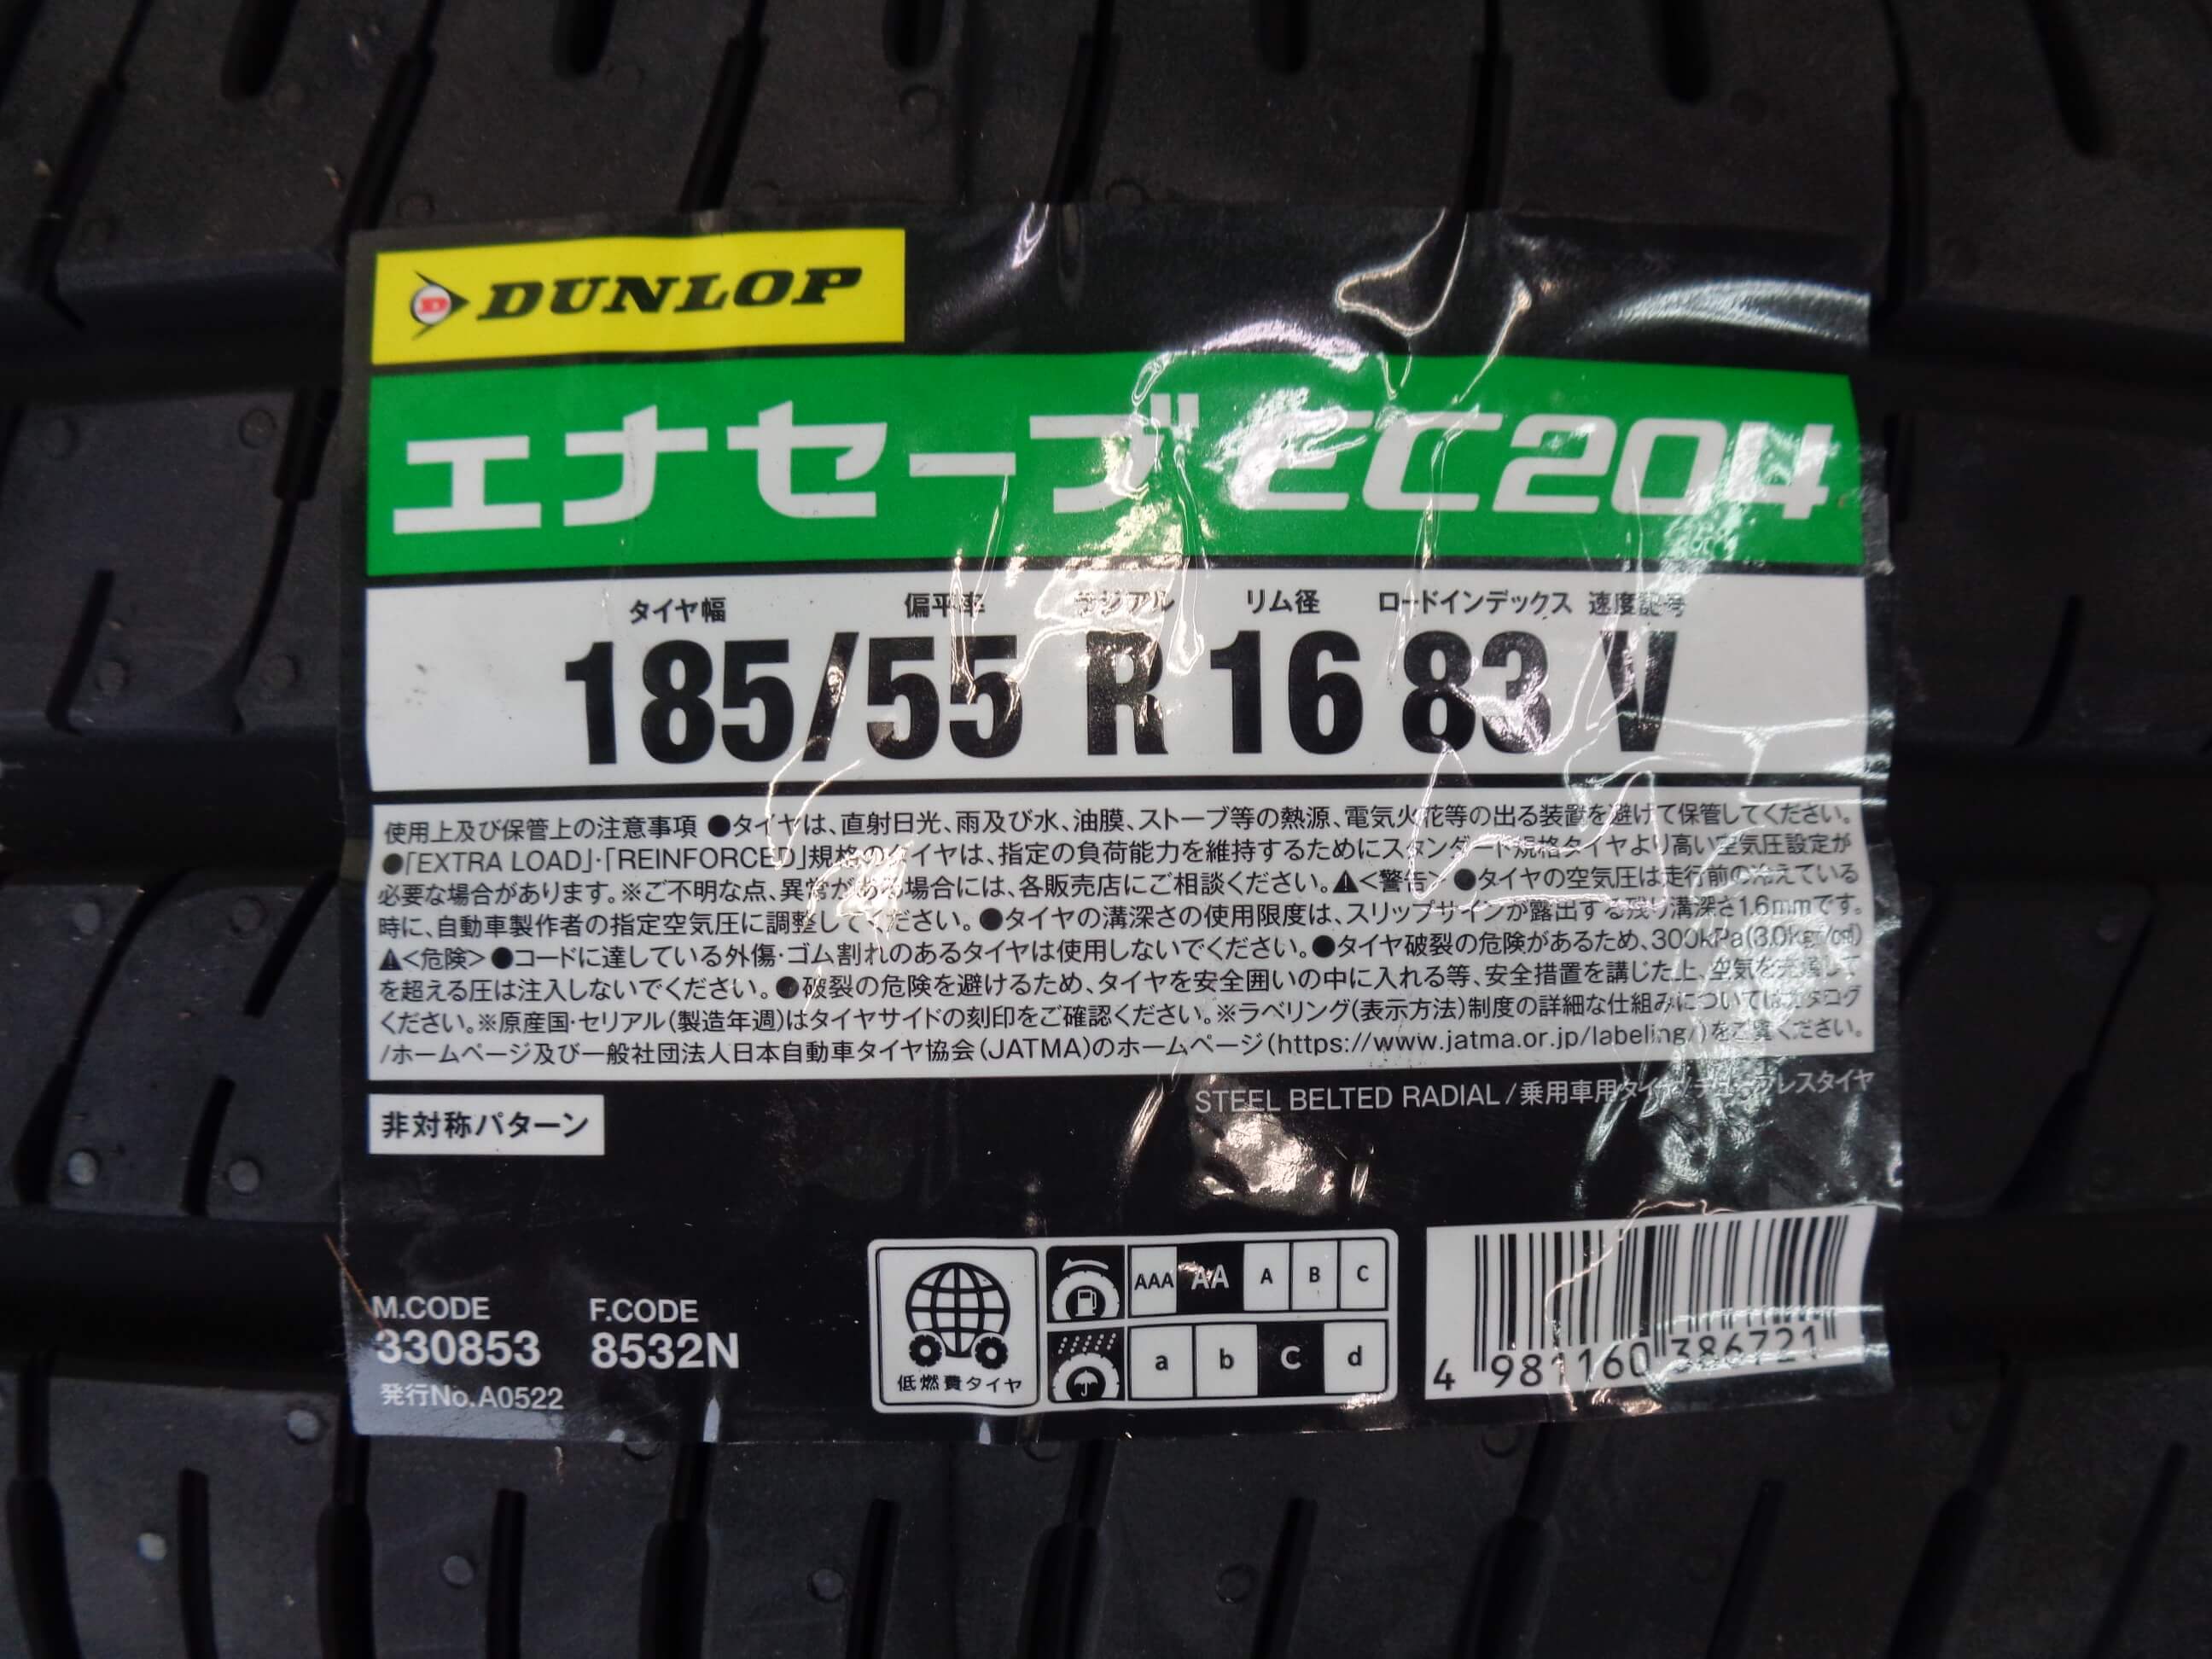 DUNLOP
エナセーブ EC204
タイヤ幅 偏平率 ラジアル リム径 ロードインデックス 速度記号
185/55 R 16 83 V
使用上及び保管上の注意事項 ●タイヤは、直射日光、雨及び水、油膜、ストーブ等の熱源、電気火花等の出る装置を避けて保管してください。
●「EXTRA LOAD」・「REINFORCED」規格のタイヤは、指定の負荷能力を維持するためにスタンダード規格タイヤより高い空気圧設定が
必要な場合があります。※ご不明な点、異常がある場合には、各販売店にご相談ください。⚠<警告> ●タイヤの空気圧は走行前の冷えている
時に、自動車製作者の指定空気圧に調整してください。●タイヤの溝深さの使用限度は、スリップサインが露出する残り溝深さ1.6mmです。
⚠<危険> ●コードに達している外傷・ゴム割れのあるタイヤは使用しないでください。●タイヤ破裂の危険があるため、300kPa(3.0kgf/c㎡)
を超える圧は注入しないでください。●破裂の危険を避けるため、タイヤを安全囲いの中に入れる等、安全措置を講じた上、空気を充填して
ください。※原産国・セリアル(製造年週)はタイヤサイドの刻印をご確認ください。※ラベリング(表示方法)制度の詳細な仕組みについてはカタログ
/ホームページ及び一般社団法人日本自動車タイヤ協会(JATMA)のホームページ(https://www.jatma.or.jp/labeling/)をご覧ください。
STEEL BELTED RADIAL/乗用車用タイヤ/チューブレスタイヤ
非対称パターン
M.CODE F.CODE
330853 8532N
発行No.A0522
低燃費タイヤ
AAA AA A B C
a b c d
4 981160 386721